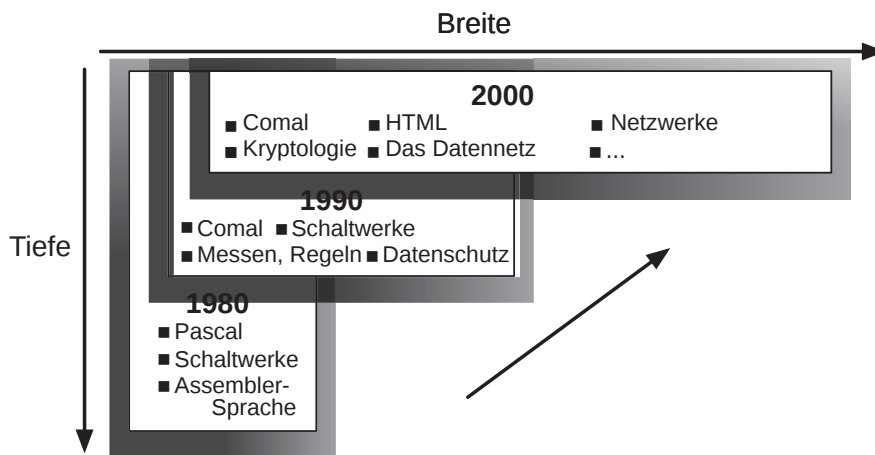 Breite
2000
■ Comal ■ HTML ■ Netzwerke
■ Kryptologie ■ Das Datennetz ■ ...
1990
■ Comal ■ Schaltwerke
■ Messen, Regeln ■ Datenschutz
Tiefe
1980
■ Pascal
■ Schaltwerke
■ Assembler-
Sprache